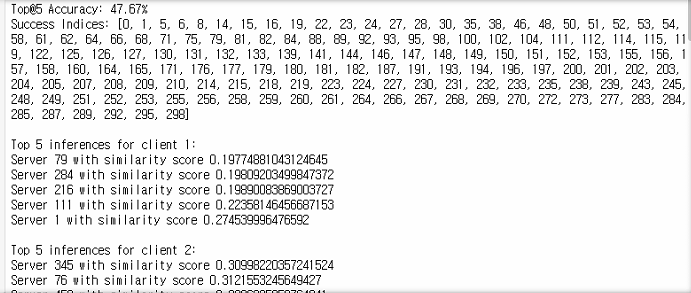 Top@5 Accuracy: 47.67%
Success Indices: [0, 1, 5, 6, 8, 14, 15, 16, 19, 22, 23, 24, 27, 28, 30, 35, 38, 46, 48, 50, 51, 52, 53, 54,
58, 61, 62, 64, 66, 68, 71, 75, 79, 81, 82, 84, 88, 89, 92, 93, 95, 98, 100, 102, 104, 111, 112, 114, 115, 11
9, 122, 125, 126, 127, 130, 131, 132, 133, 139, 141, 144, 146, 147, 148, 149, 150, 151, 152, 153, 155, 156, 1
57, 158, 160, 164, 165, 171, 176, 177, 179, 180, 181, 182, 187, 191, 193, 194, 196, 197, 200, 201, 202, 203,
204, 205, 207, 208, 209, 210, 214, 215, 218, 219, 223, 224, 227, 230, 231, 232, 233, 235, 238, 239, 243, 245,
248, 249, 251, 252, 253, 255, 256, 258, 259, 260, 261, 264, 266, 267, 268, 269, 270, 272, 273, 277, 283, 284,
285, 287, 289, 292, 295, 298]
Top 5 inferences for client 1:
Server 79 with similarity score 0.19774881043124645
Server 284 with similarity score 0.19809203499847372
Server 216 with similarity score 0.19890083869003727
Server 111 with similarity score 0.22358146456687153
Server 1 with similarity score 0.274539996476592
Top 5 inferences for client 2:
Server 345 with similarity score 0.30998220357241524
Server 76 with similarity score 0.3121553245649427